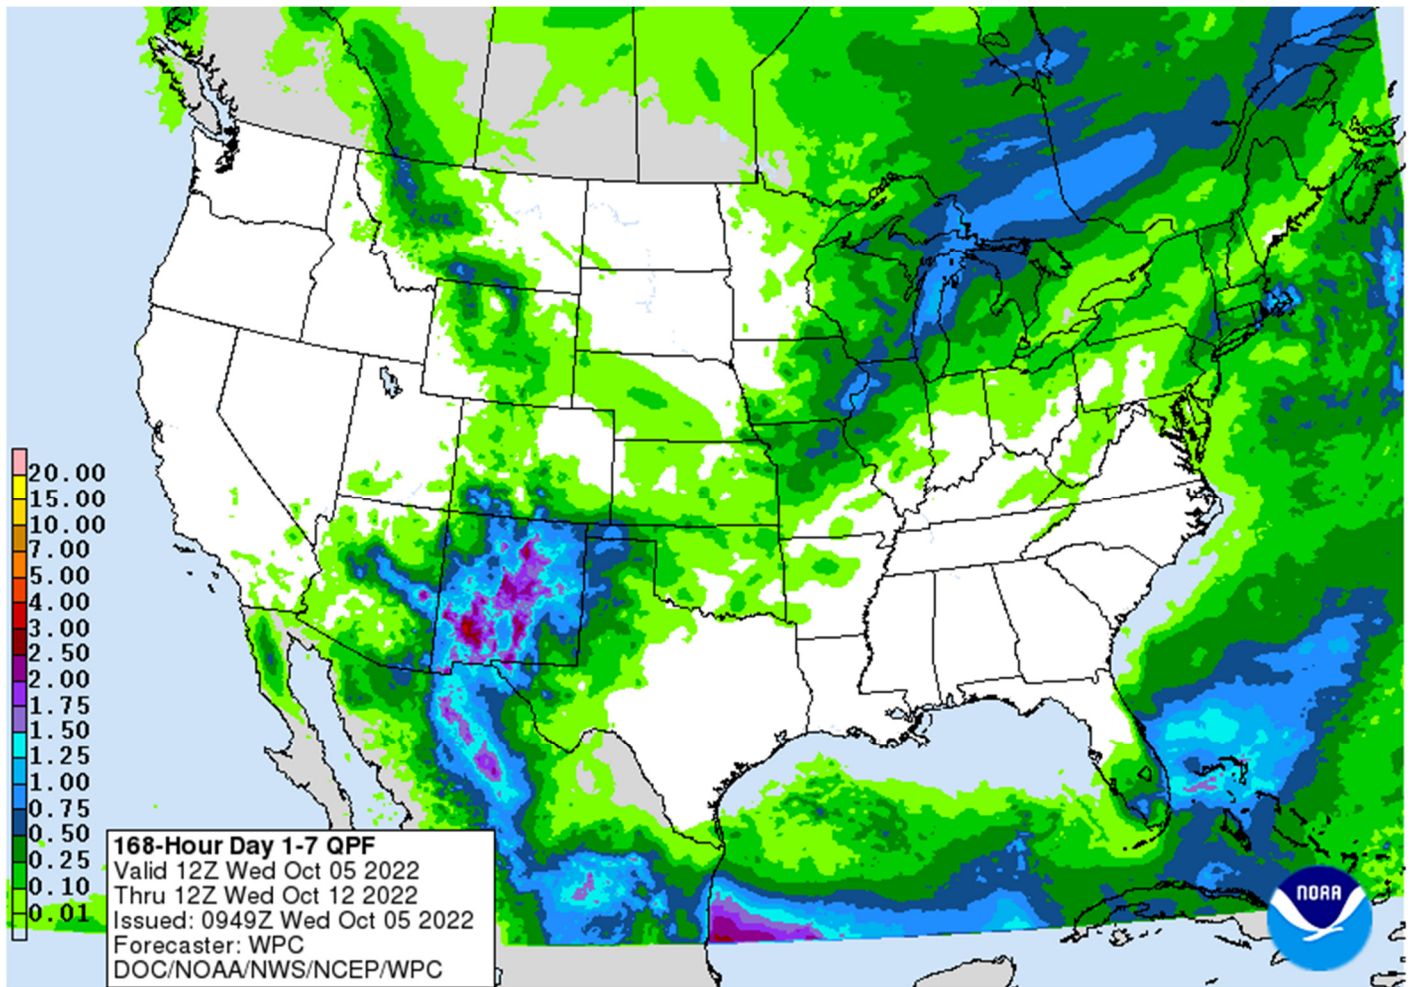 20.00
15.00
10.00
7.00
5.00
4.00
3.00
2.50
2.00
1.75
1.50
1.25
1.00
0.75
0.50
0.25
0.10
0.01
168-Hour Day 1-7 QPF
Valid 12Z Wed Oct 05 2022
Thru 12Z Wed Oct 12 2022
Issued: 0949Z Wed Oct 05 2022
Forecaster: WPC
DOC/NOAA/NWS/NCEP/WPC
NOAA